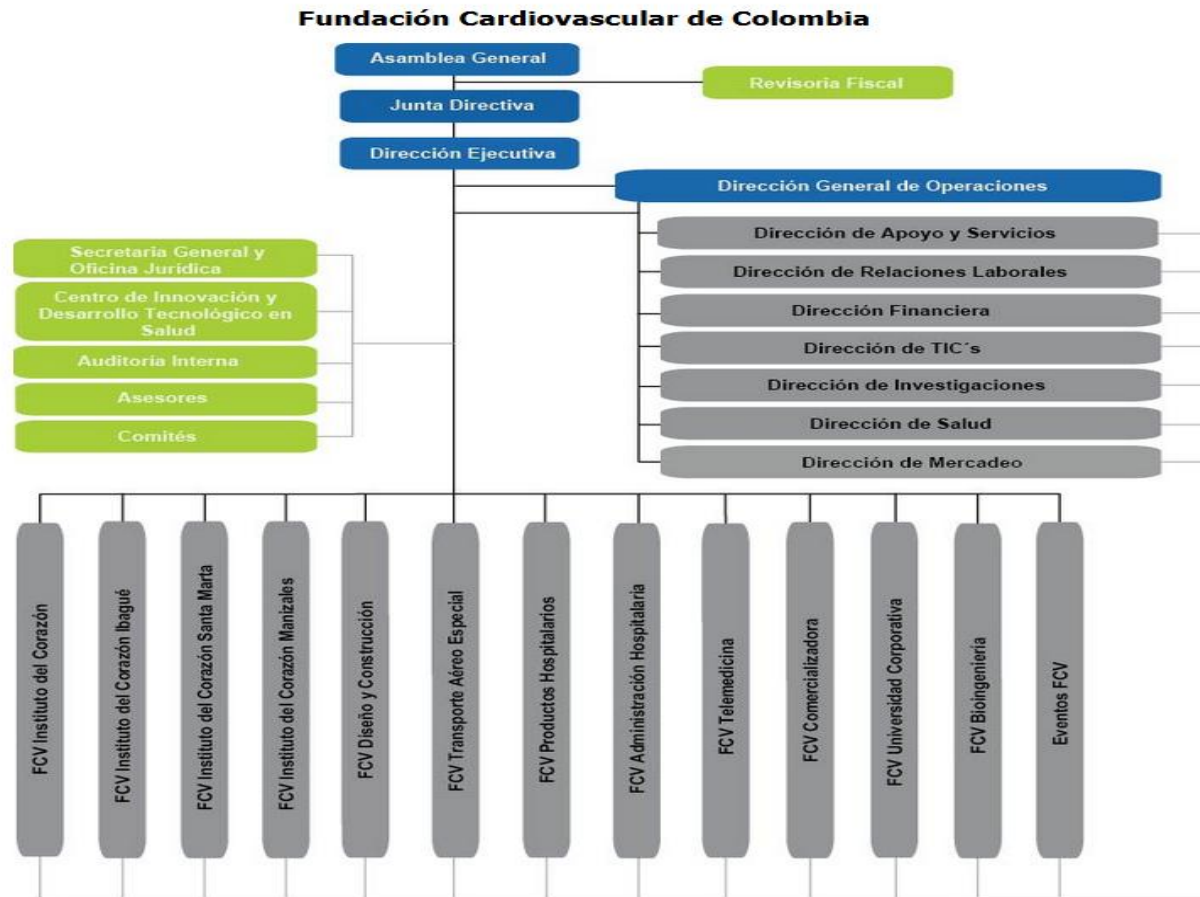 Fundación Cardiovascular de Colombia
Asamblea General
Revisoria Fiscal
Junta Directiva
Dirección Ejecutiva
Dirección General de Operaciones
Dirección de Apoyo y Servicios
Dirección de Relaciones Laborales
Dirección Financiera
Dirección de TIC´s
Dirección de Investigaciones
Dirección de Salud
Dirección de Mercadeo
Secretaria General y
Oficina Jurídica
Centro de Innovación y
Desarrollo Tecnológico en
Salud
Auditoría Interna
Asesores
Comités
FCV Instituto del Corazón
FCV Instituto del Corazón Ibagué
FCV Instituto del Corazón Santa Marta
FCV Instituto del Corazón Manizales
FCV Diseño y Construcción
FCV Transporte Aéreo Especial
FCV Productos Hospitalarios
FCV Administración Hospitalaria
FCV Telemedicina
FCV Comercializadora
FCV Universidad Corporativa
FCV Bioingeniería
Eventos FCV